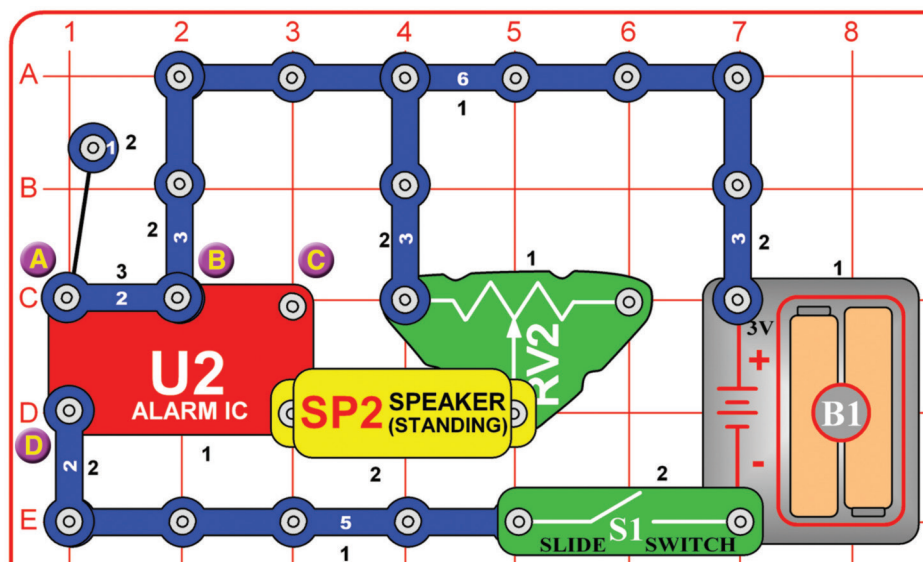 1 2 3 4 5 6 7 8
A
6
1
1 2
B
2 3
2 3
3 2
A B C
3
1
1
C
2
3V
U2
ALARM IC
RV2
+
D
SP2 SPEAKER
(STANDING)
B1
D
2 2
1
2
2
-
E
5
S1
SLIDE SWITCH
1